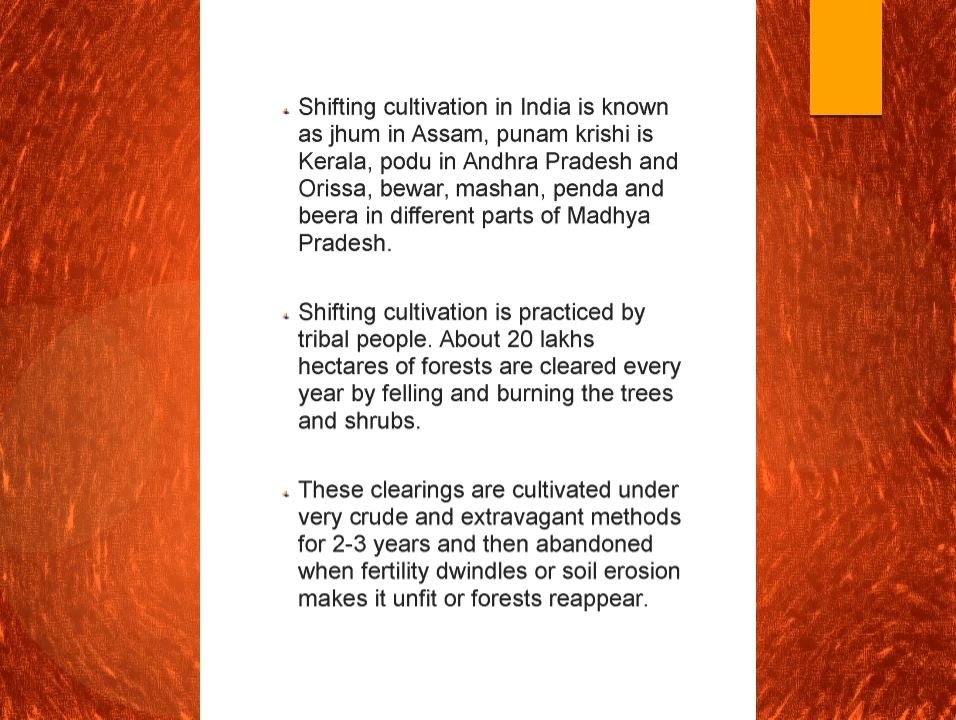 Shifting cultivation in India is known
as jhum in Assam, punam krishi is
Kerala, podu in Andhra Pradesh and
Orissa, bewar, mashan, penda and
beera in different parts of Madhya
Pradesh.
Shifting cultivation is practiced by
tribal people. About 20 lakhs
hectares of forests are cleared every
year by felling and burning the trees
and shrubs.
These clearings are cultivated under
very crude and extravagant methods
for 2-3 years and then abandoned
when fertility dwindles or soil erosion
makes it unfit or forests reappear.